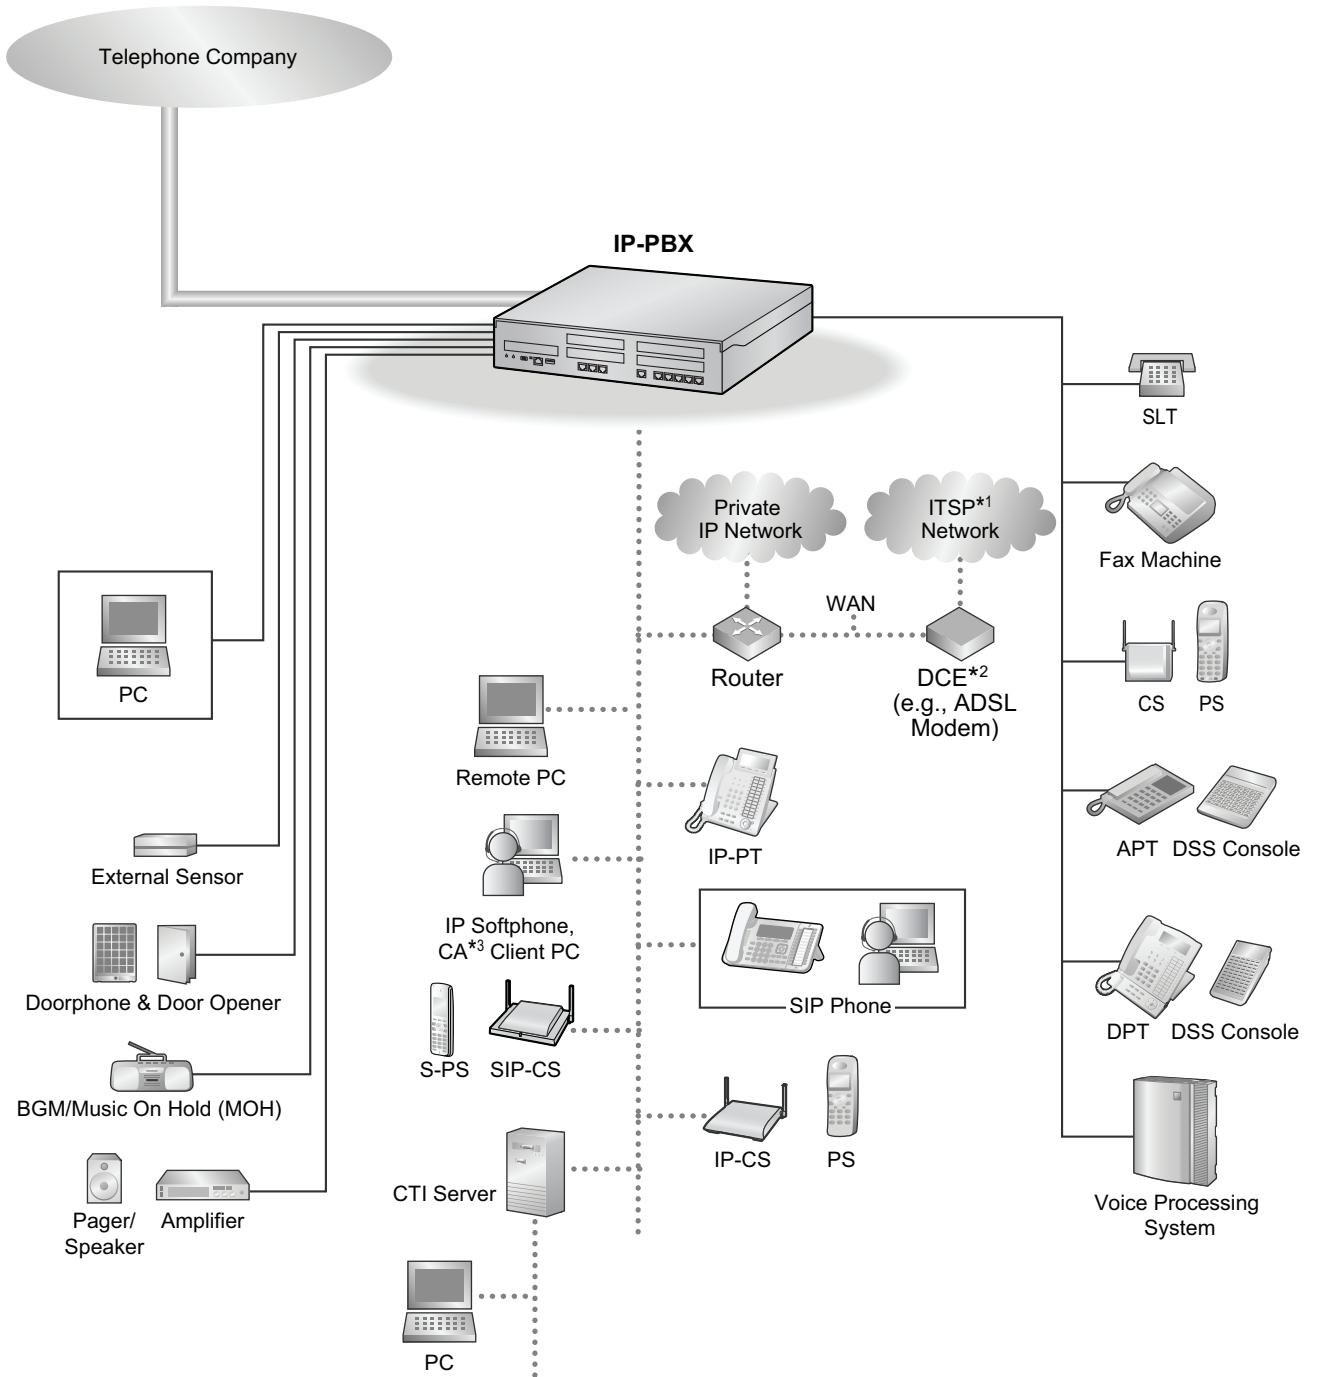 Telephone Company
IP-PBX
SLT
Private
IP Network
ITSP*1
Network
Fax Machine
WAN
Router
DCE*2
(e.g., ADSL
Modem)
PC
CS
PS
Remote PC
IP-PT
APT
DSS Console
External Sensor
IP Softphone,
CA*3 Client PC
SIP Phone
Doorphone & Door Opener
DPT
DSS Console
S-PS
SIP-CS
BGM/Music On Hold (MOH)
IP-CS
PS
CTI Server
Voice Processing
System
Pager/
Speaker
Amplifier
PC